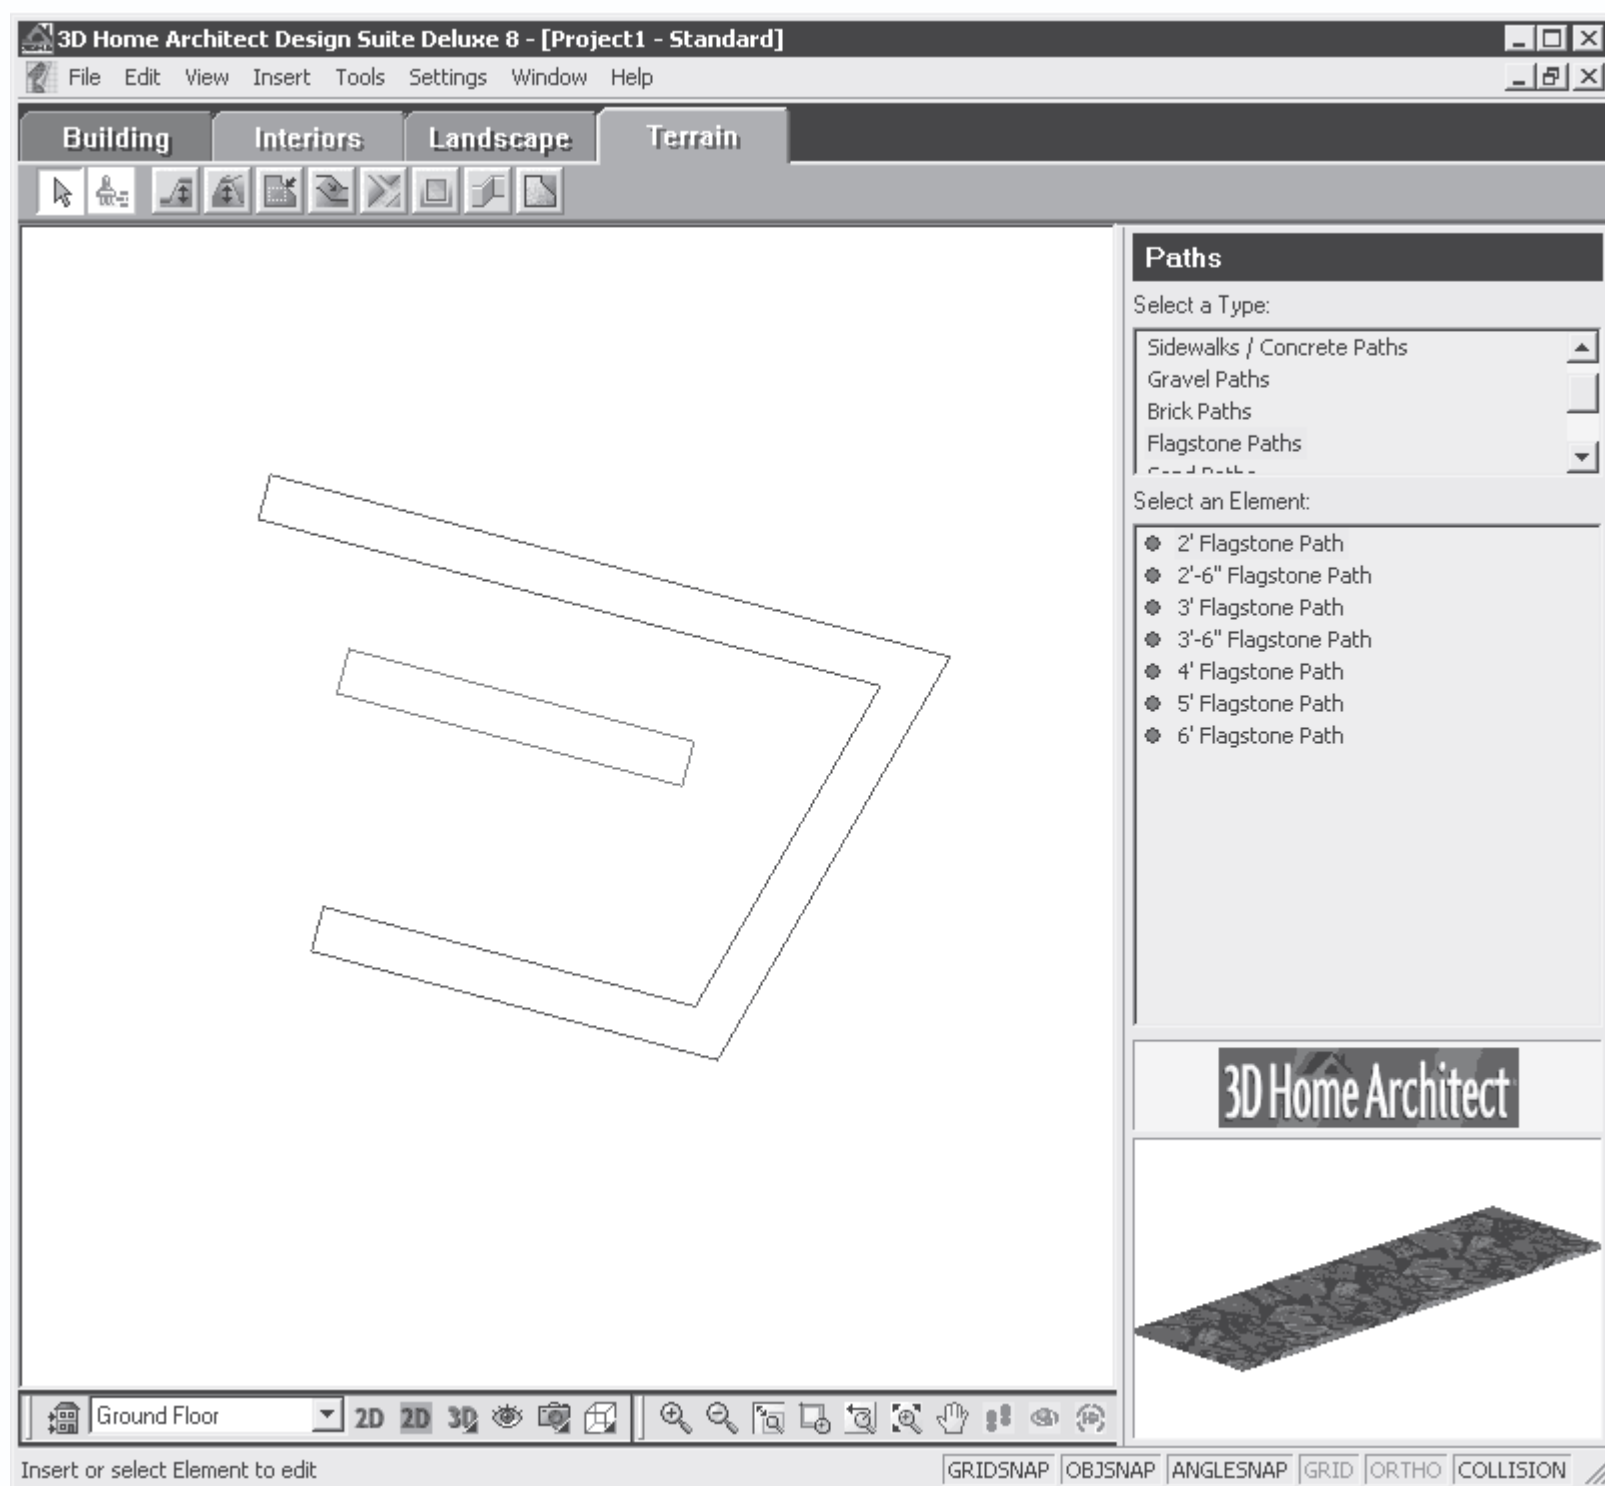 3D Home Architect Design Suite Deluxe 8 - [Project1 - Standard]
File Edit View Insert Tools Settings Window Help
Building Interiors Landscape Terrain
Paths
Select a Type:
Sidewalks / Concrete Paths
Gravel Paths
Brick Paths
Flagstone Paths
Select an Element:
2' Flagstone Path
2'-6" Flagstone Path
3' Flagstone Path
3'-6" Flagstone Path
4' Flagstone Path
5' Flagstone Path
6' Flagstone Path
3D Home Architect
Ground Floor 2D 2D 3D
Insert or select Element to edit GRIDSNAP OBJSNAP ANGLESNAP GRID ORTHO COLLISION